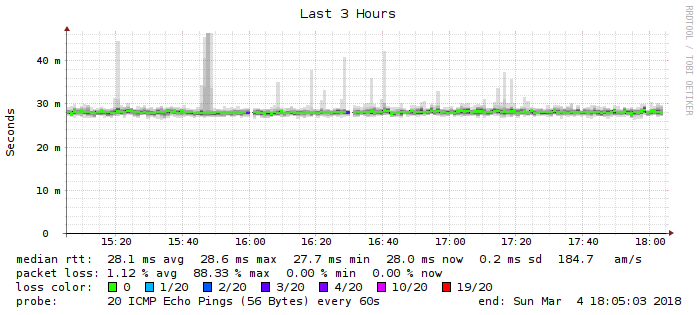 Last 3 Hours
RRDTOOL / TOBI OETIKER
Seconds
40 m
30 m
20 m
10 m
0
15:20 15:40 16:00 16:20 16:40 17:00 17:20 17:40 18:00
median rtt: 28.1 ms avg 28.6 ms max 27.7 ms min 28.0 ms now 0.2 ms sd 184.7 am/s
packet loss: 1.12 % avg 88.33 % max 0.00 % min 0.00 % now
loss color: 0 1/20 2/20 3/20 4/20 10/20 19/20
probe: 20 ICMP Echo Pings (56 Bytes) every 60s end: Sun Mar 4 18:05:03 2018